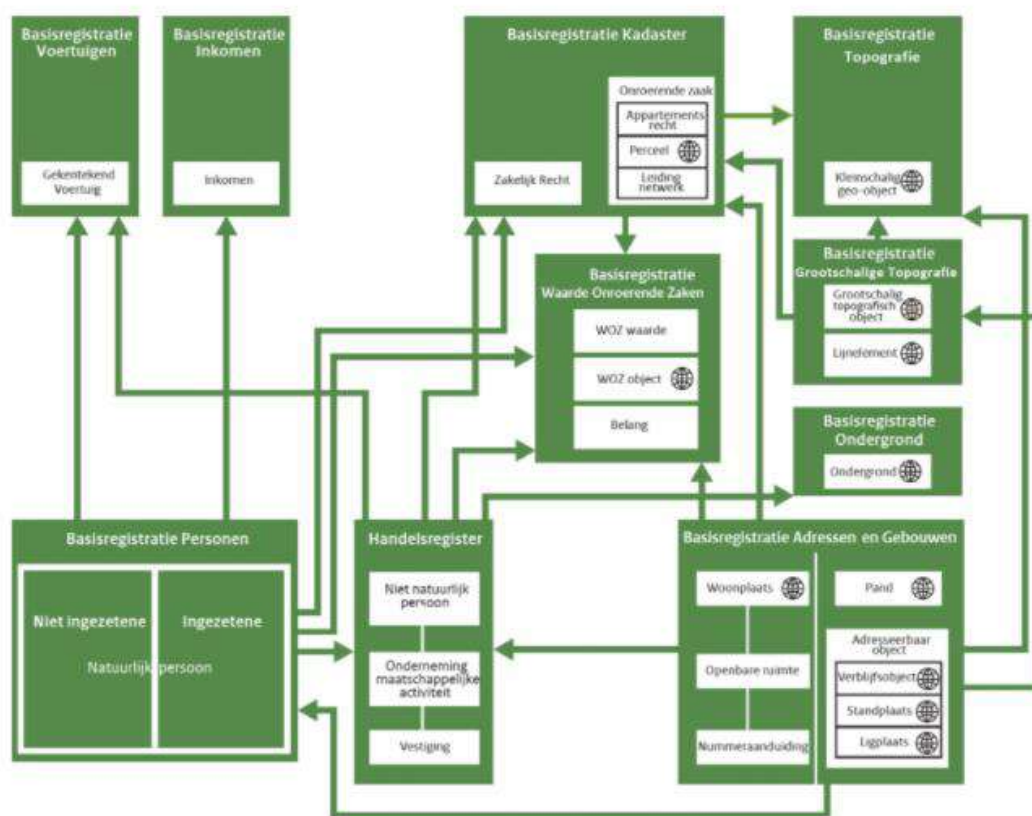 Basisregistratie
Voertuigen
Gekentekend
Voertuig
Basisregistratie
Inkomen
Inkomen
Basisregistratie Kadaster
Onroerende zaak
Appartements
recht
Perceel
Leiding
netwerk
Zakelijk Recht
Basisregistratie
Topografie
Kleinschalig
geo-object
Basisregistratie
Grootschalige Topografie
Grootschalig
topografisch
object
Lijnelement
Basisregistratie
Waarde Onroerende Zaken
WOZ waarde
WOZ object
Belang
Basisregistratie
Ondergrond
Ondergrond
Basisregistratie Personen
Niet ingezetene
Ingezetene
Natuurlijk persoon
Handelsregister
Niet natuurlijk
persoon
Onderneming
maatschappelijke
activiteit
Vestiging
Basisregistratie Adressen en Gebouwen
Woonplaats
Openbare ruimte
Nummeraanduiding
Pand
Adresseerbaar
object
Verblijfsobject
Standplaats
Ligplaats